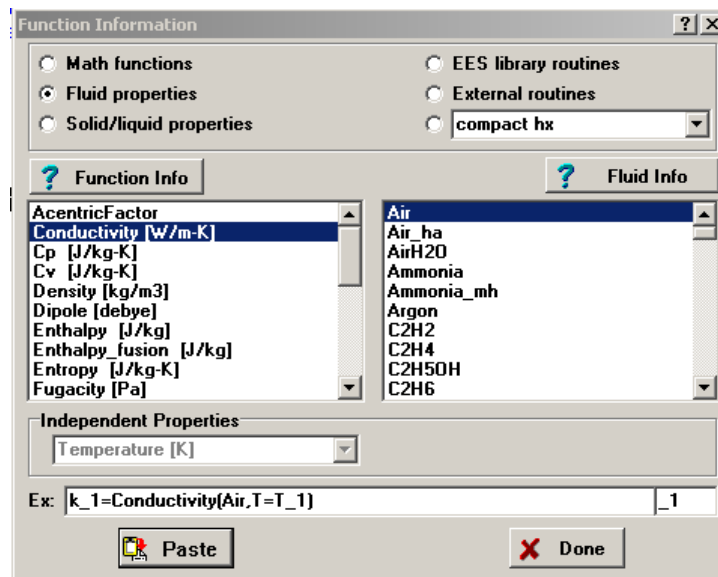 Function Information
Math functions
EES library routines
Fluid properties
External routines
Solid/liquid properties
compact hx
? Function Info
? Fluid Info
AcentricFactor
Conductivity [W/m-K]
Cp [J/kg-K]
Cv [J/kg-K]
Density [kg/m3]
Dipole [debye]
Enthalpy [J/kg]
Enthalpy_fusion [J/kg]
Entropy [J/kg-K]
Fugacity [Pa]
Air
Air_ha
AirH2O
Ammonia
Ammonia_mh
Argon
C2H2
C2H4
C2H5OH
C2H6
Independent Properties
Temperature [K]
Ex: k_1=Conductivity(Air,T=T_1)
_1
Paste
Done